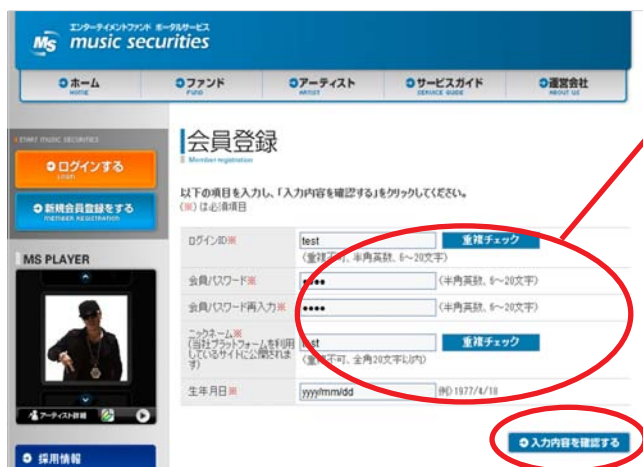 エンターテイメントファンド ポータルサービス
Ms music securities
ホーム
HOME
ファンド
FUND
アーティスト
ARTIST
サービスガイド
SERVICE GUIDE
運営会社
ABOUT US
START MUSIC SECURITIES
ログインする
LOGIN
新規会員登録をする
MEMBER REGISTRATION
MS PLAYER
アーティスト詳細
採用情報
会員登録
Member registration
以下の項目を入力し、「入力内容を確認する」をクリックしてください。
(※)は必須項目
ログインID※
test
重複チェック
(重複不可、半角英数、6～20文字)
会員パスワード※
●●●●
(半角英数、6～20文字)
会員パスワード再入力※
●●●●
(半角英数、6～20文字)
ニックネーム※
(当社プラットフォームを利用
しているサイトに公開されま
す)
test
重複チェック
(重複不可、全角20文字以内)
生年月日※
yyyy/mm/dd
例) 1977/4/18
入力内容を確認する